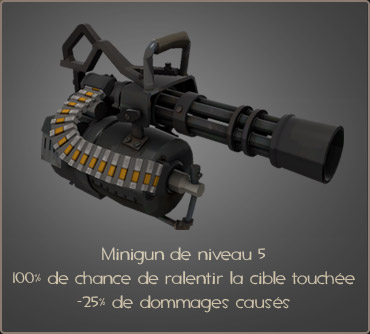 Minigun de niveau 5
100% de chance de ralentir la cible touchée
-25% de dommages causés